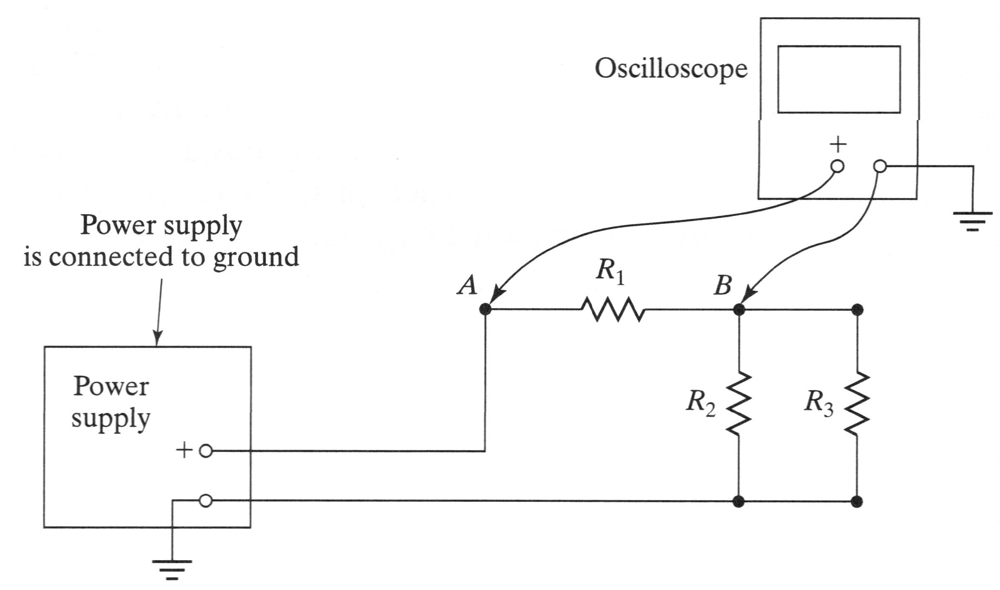 Oscilloscope
+
Power supply
is connected to ground
A
R1
B
Power
supply
R2
R3
+